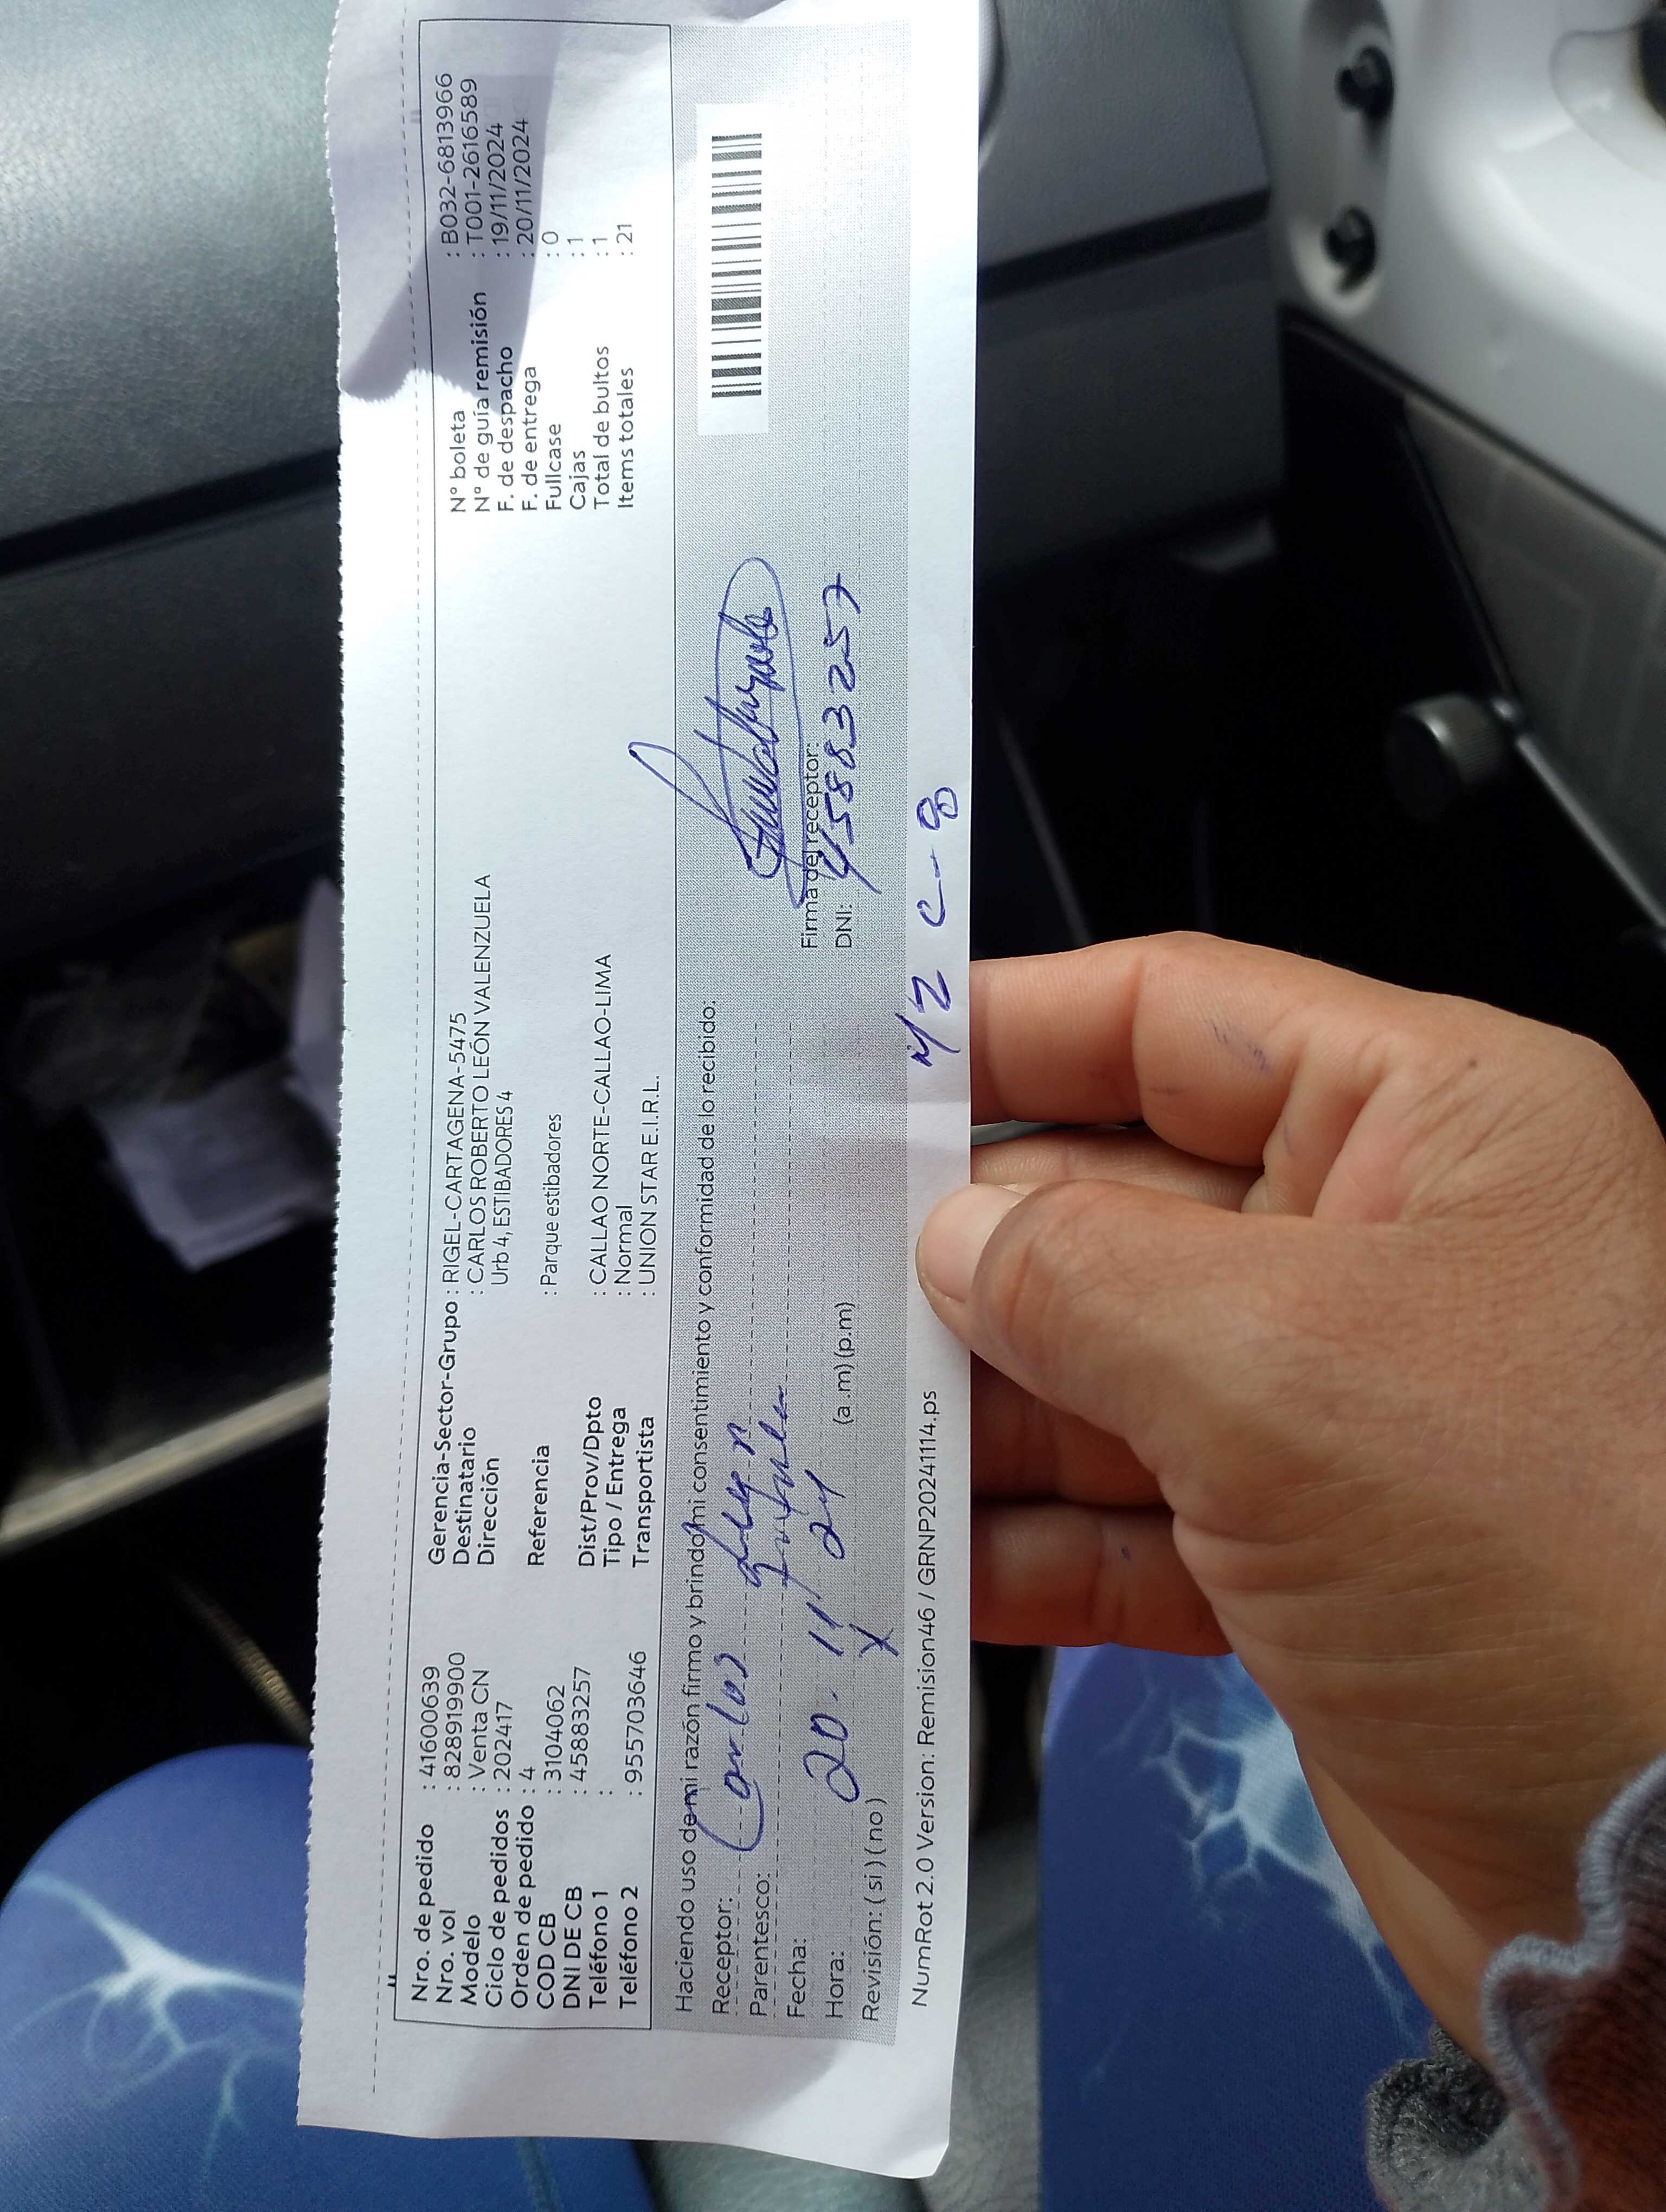 Nro. de pedido : 41600639
Nro. vol : 828919900
Modelo : Venta CN
Ciclo de pedidos : 202417
Orden de pedido : 4
COD CB : 3104062
DNI DE CB : 45883257
Teléfono 1 :
Teléfono 2 : 955703646
Gerencia-Sector-Grupo : RIGEL-CARTAGENA-5475
Destinatario : CARLOS ROBERTO LEÓN VALENZUELA
Dirección Urb 4, ESTIBADORES 4
Referencia : Parque estibadores
Dist/Prov/Dpto : CALLAO NORTE-CALLAO-LIMA
Tipo / Entrega : Normal
Transportista : UNION STAR E.I.R.L.
N° boleta : B032-6813966
N° de guía remisión : T001-2616589
F. de despacho : 19/11/2024
F. de entrega : 20/11/2024
Fullcase : 0
Cajas : 1
Total de bultos : 1
Items totales : 21
Haciendo uso de mi razón firmo y brindo mi consentimiento y conformidad de lo recibido:
Receptor: Carlos
Parentesco:
Fecha: 20. 11 24
Hora: (a .m) (p.m)
Revisión: ( si ) ( no ) X
Firma del receptor:
DNI: 45883257
NumRot 2.0 Version: Remision46 / GRNP20241114.ps
MZ C-8